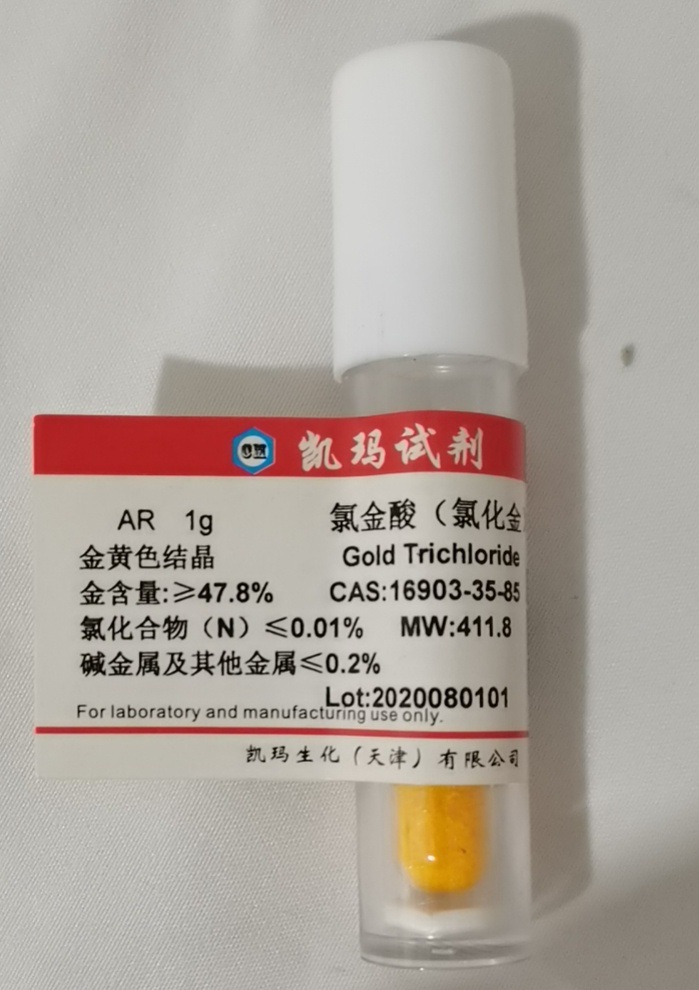 凯玛试剂
AR 1g 氯金酸（氯化金
金黄色结晶 Gold Trichloride
金含量:≥47.8% CAS:16903-35-85
氯化合物（N）≤0.01% MW:411.8
碱金属及其他金属≤0.2%
Lot:2020080101
For laboratory and manufacturing use only.
凯玛生化（天津）有限公司